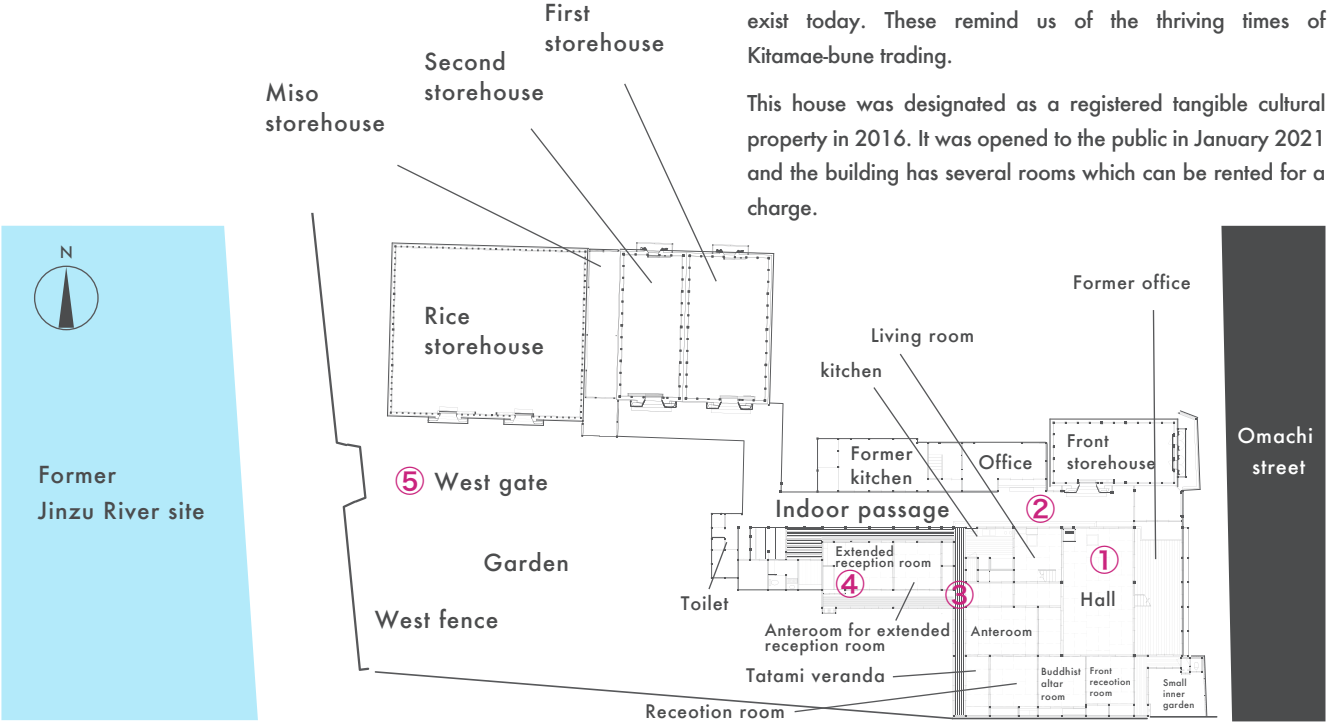 exist today. These remind us of the thriving times of
Kitamae-bune trading.
This house was designated as a registered tangible cultural
property in 2016. It was opened to the public in January 2021
and the building has several rooms which can be rented for a
charge.
First
storehouse
Second
storehouse
Miso
storehouse
N
Former office
Rice
storehouse
Living room
kitchen
Former
Jinzu River site
⑤ West gate
Former
kitchen
Office
Front
storehouse
Omachi
street
Indoor passage
②
Garden
Extended
reception room
①
④
③
Hall
Toilet
West fence
Anteroom for extended
reception room
Anteroom
Tatami veranda
Buddhist
altar
room
Front
receotion
room
Small
inner
garden
Receotion room